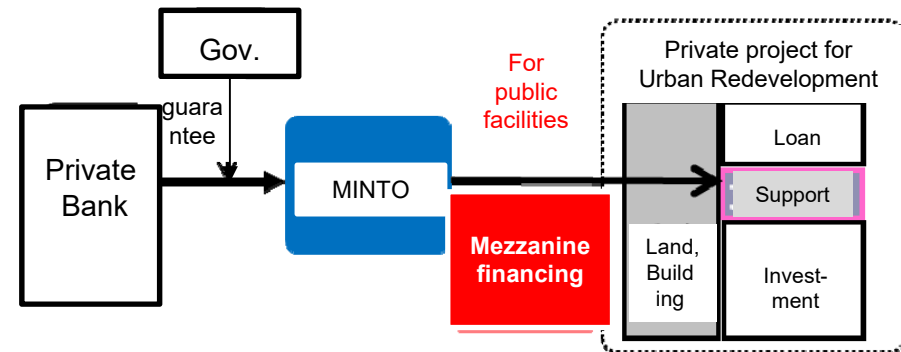 Gov.
guara
ntee
Private
Bank
MINTO
For
public
facilities
Mezzanine
financing
Private project for
Urban Redevelopment
Land,
Build
ing
Loan
Support
Invest-
ment